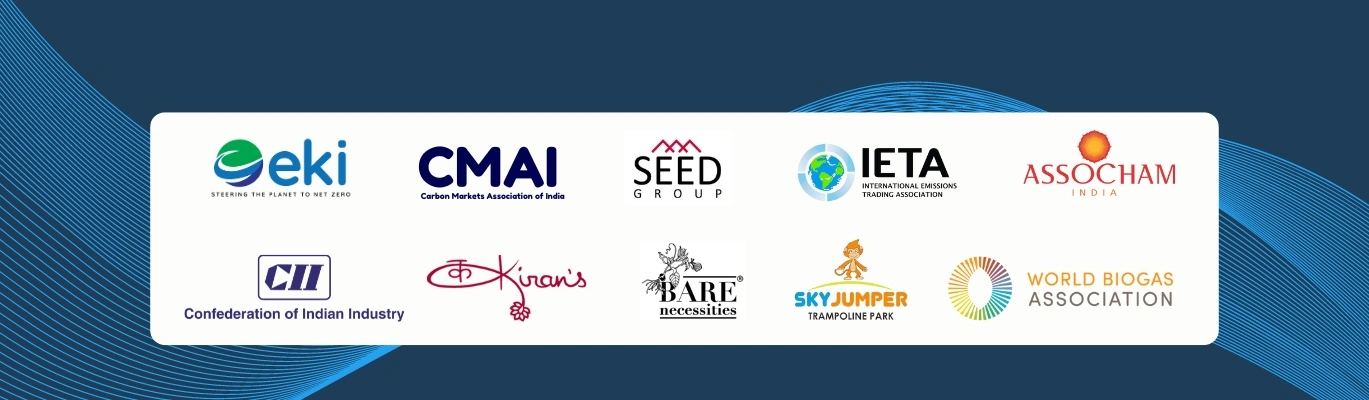 eki
STEERING THE PLANET TO NET ZERO
CMAI
Carbon Markets Association of India
SEED
GROUP
IETA
INTERNATIONAL EMISSIONS
TRADING ASSOCIATION
ASSOCHAM
INDIA
CII
Confederation of Indian Industry
क Kiran's
BARE®
necessities
SKYJUMPER
TRAMPOLINE PARK
WORLD BIOGAS
ASSOCIATION